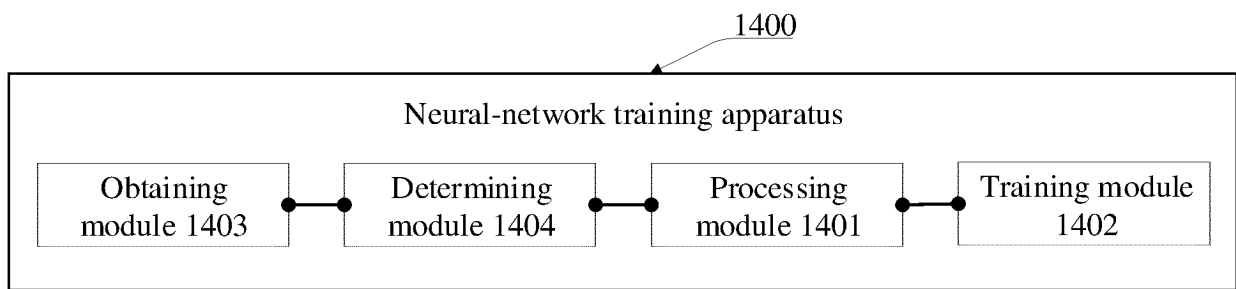 1400
Neural-network training apparatus
Obtaining
module 1403
Determining
module 1404
Processing
module 1401
Training module
1402